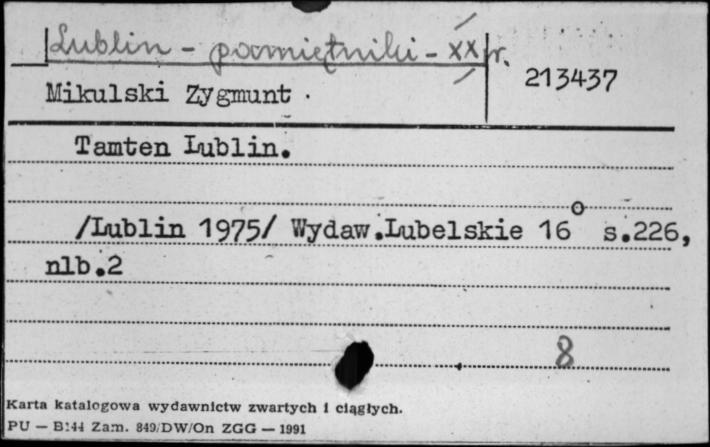 Lublin - pamiętniki - XX r.
213437
Mikulski Zygmunt.
Tamten Lublin.
/Lublin 1975/ Wydaw.Lubelskie 16° s.226,
nlb.2
8
Karta katalogowa wydawnictw zwartych i ciągłych.
PU — B144 Zam. 849/DW/On ZGG — 1991